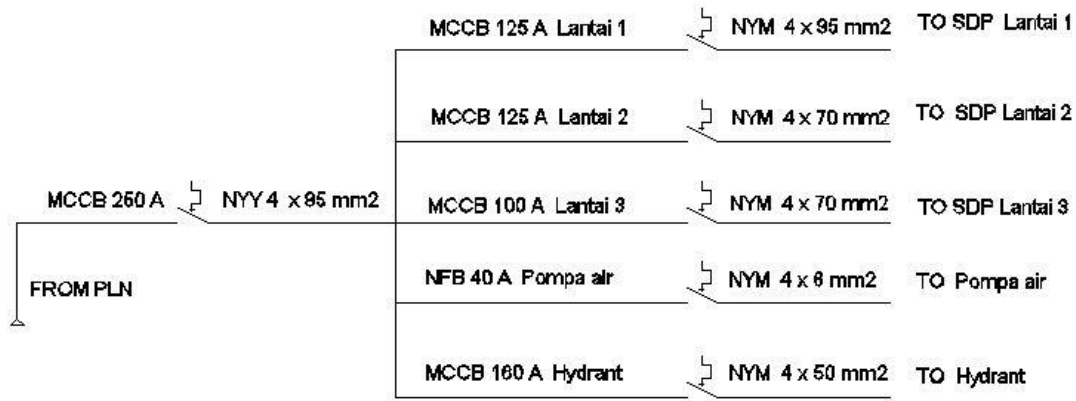 MCCB 125 A Lantai 1 NYM 4 x 95 mm2 TO SDP Lantai 1
MCCB 125 A Lantai 2 NYM 4 x 70 mm2 TO SDP Lantai 2
MCCB 250 A NYY 4 x 95 mm2
MCCB 100 A Lantai 3 NYM 4 x 70 mm2 TO SDP Lantai 3
FROM PLN
NFB 40 A Pompa air NYM 4 x 6 mm2 TO Pompa air
MCCB 160 A Hydrant NYM 4 x 50 mm2 TO Hydrant